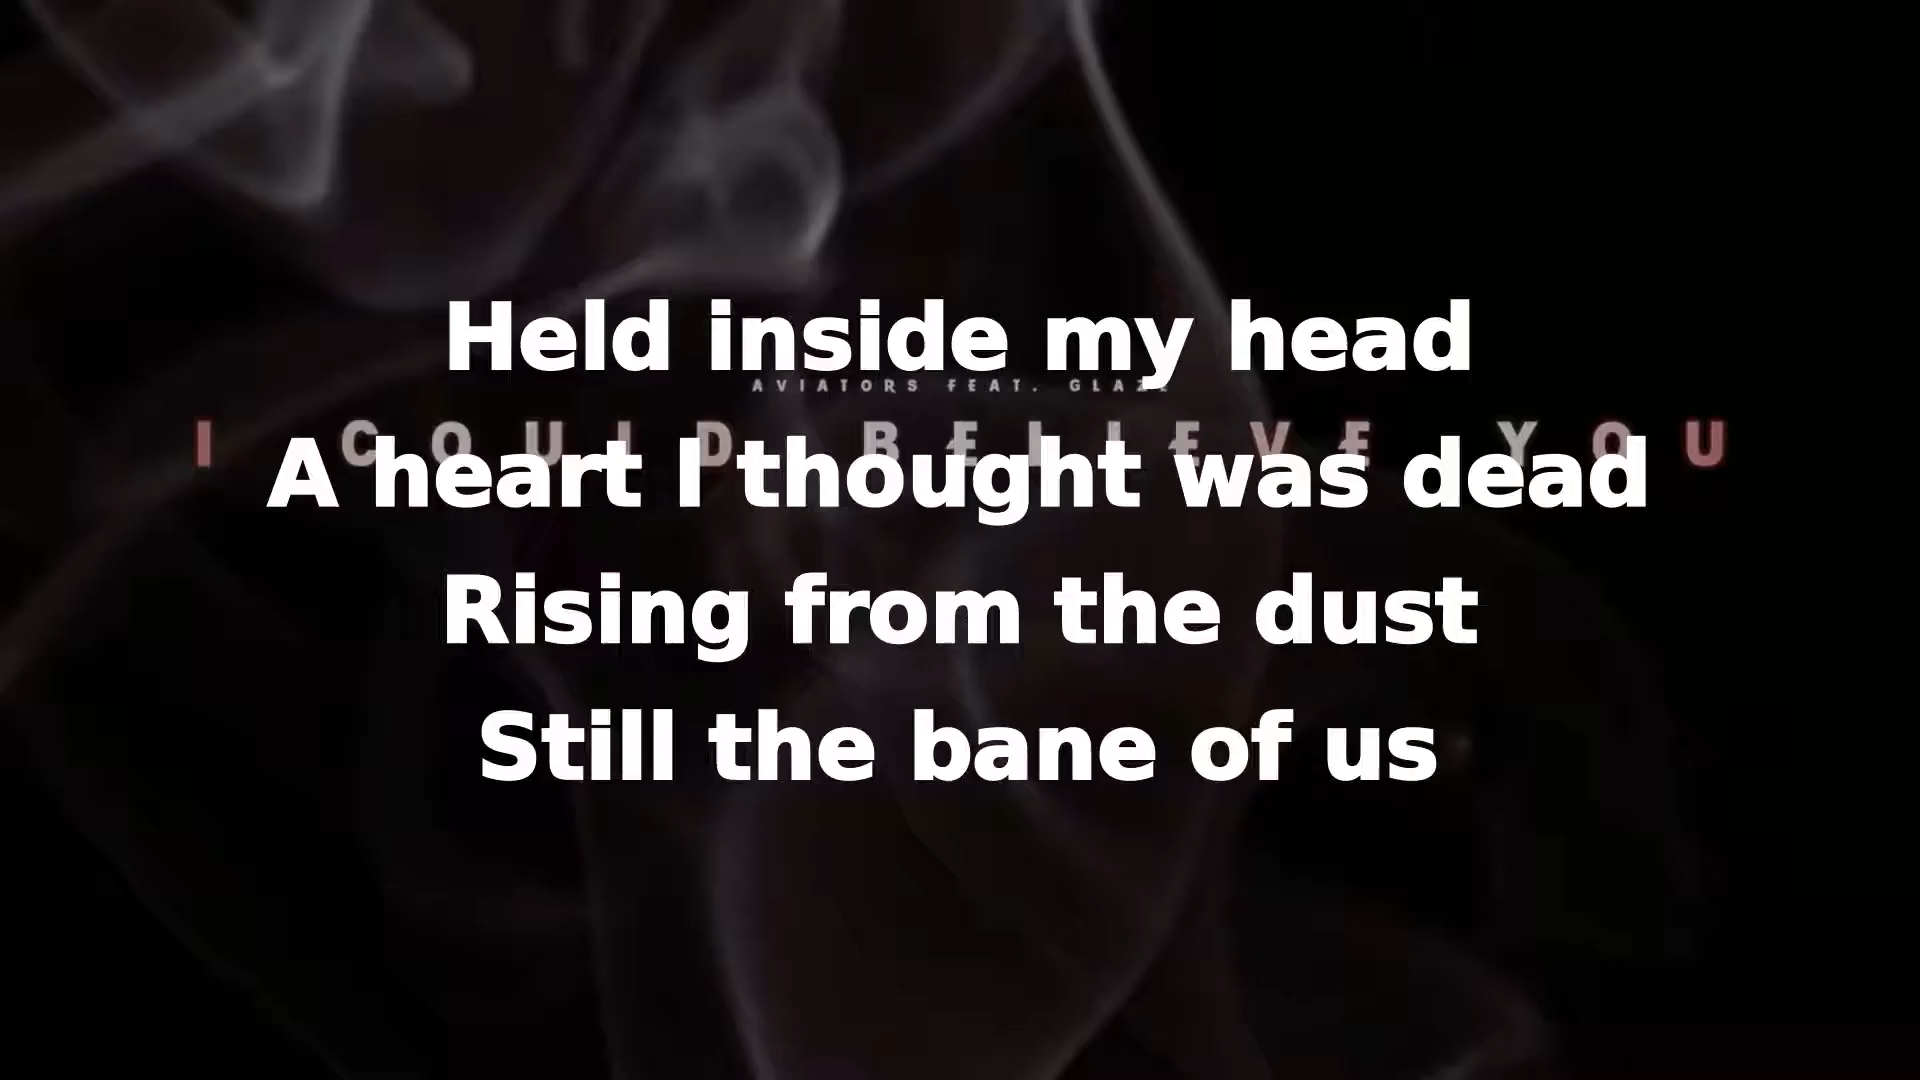 Held inside my head
AVIATORS FEAT. GLAZE
I COULD BELIEVE YOU
A heart I thought was dead
Rising from the dust
Still the bane of us